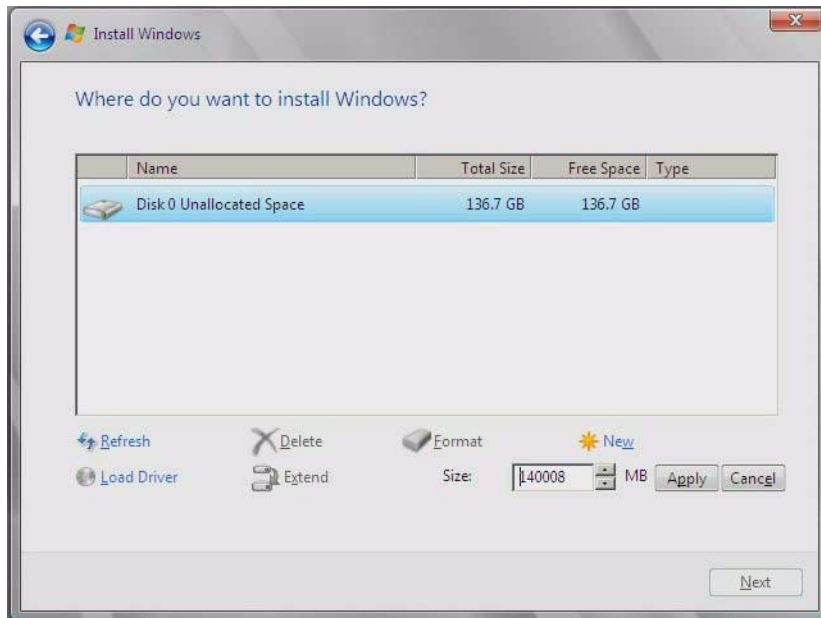 Install Windows
Where do you want to install Windows?
Name Total Size Free Space Type
Disk 0 Unallocated Space 136.7 GB 136.7 GB
Refresh Delete Format New
Load Driver Extend Size: 140008 MB Apply Cancel
Next